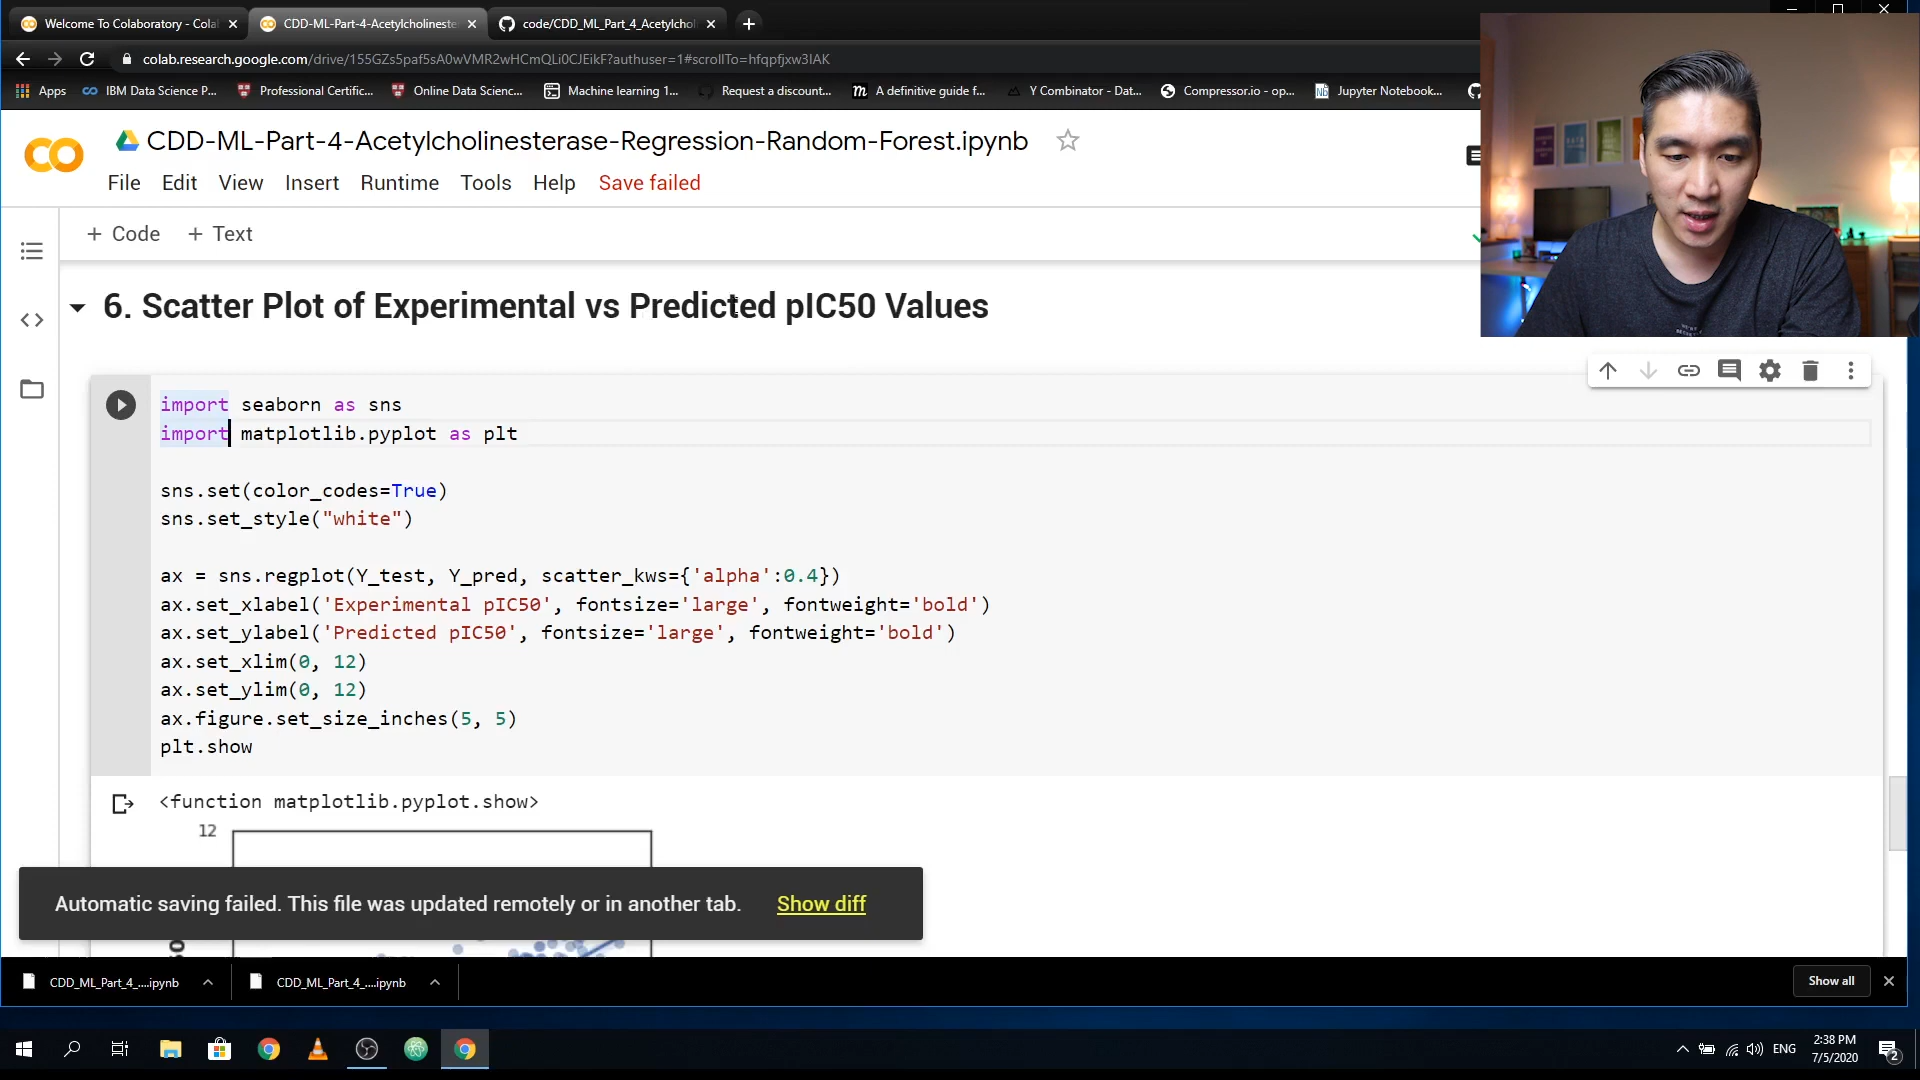 Welcome To Colaboratory - Cola
CDD-ML-Part-4-Acetylcholineste
code/CDD_ML_Part_4_Acetylchol
colab.research.google.com/drive/155GZs5paf5sA0wVMR2wHCmQLi0CJEikF?authuser=1#scrollTo=hfqpfjxw3IAK
Apps
IBM Data Science P...
Professional Certific...
Online Data Scienc...
Machine learning 1...
Request a discount...
A definitive guide f...
Y Combinator - Dat...
Compressor.io - op...
Jupyter Notebook...
CDD-ML-Part-4-Acetylcholinesterase-Regression-Random-Forest.ipynb
File Edit View Insert Runtime Tools Help Save failed
+ Code + Text
6. Scatter Plot of Experimental vs Predicted pIC50 Values
import seaborn as sns
import matplotlib.pyplot as plt
sns.set(color_codes=True)
sns.set_style("white")
ax = sns.regplot(Y_test, Y_pred, scatter_kws={'alpha':0.4})
ax.set_xlabel('Experimental pIC50', fontsize='large', fontweight='bold')
ax.set_ylabel('Predicted pIC50', fontsize='large', fontweight='bold')
ax.set_xlim(0, 12)
ax.set_ylim(0, 12)
ax.figure.set_size_inches(5, 5)
plt.show
<function matplotlib.pyplot.show>
12
Automatic saving failed. This file was updated remotely or in another tab. Show diff
CDD_ML_Part_4_....ipynb
CDD_ML_Part_4_....ipynb
Show all
ENG
2:38 PM
7/5/2020
2